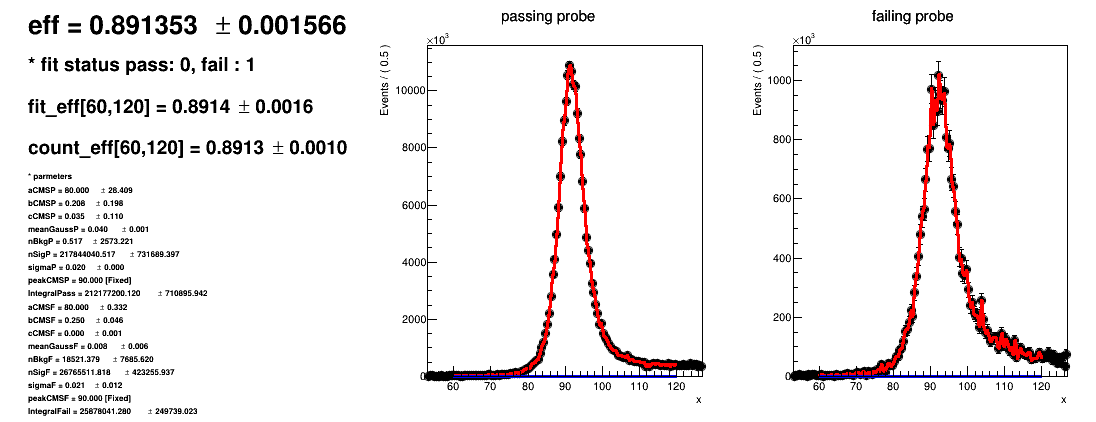 eff = 0.891353 ± 0.001566
* fit status pass: 0, fail : 1
fit_eff[60,120] = 0.8914 ± 0.0016
count_eff[60,120] = 0.8913 ± 0.0010
* parmeters
aCMSP = 80.000 ± 28.409
bCMSP = 0.208 ± 0.198
cCMSP = 0.035 ± 0.110
meanGaussP = 0.040 ± 0.001
nBkgP = 0.517 ± 2573.221
nSigP = 217844040.517 ± 731689.397
sigmaP = 0.020 ± 0.000
peakCMSP = 90.000 [Fixed]
IntegralPass = 212177200.120 ± 710895.942
aCMSF = 80.000 ± 0.332
bCMSF = 0.250 ± 0.046
cCMSF = 0.000 ± 0.001
meanGaussF = 0.008 ± 0.006
nBkgF = 18521.379 ± 7685.620
nSigF = 26765511.818 ± 423255.937
sigmaF = 0.021 ± 0.012
peakCMSF = 90.000 [Fixed]
IntegralFail = 25878041.280 ± 249739.023
passing probe
×10³
Events / ( 0.5 )
10000
8000
6000
4000
2000
0
60 70 80 90 100 110 120
x
failing probe
×10³
Events / ( 0.5 )
1000
800
600
400
200
0
60 70 80 90 100 110 120
x